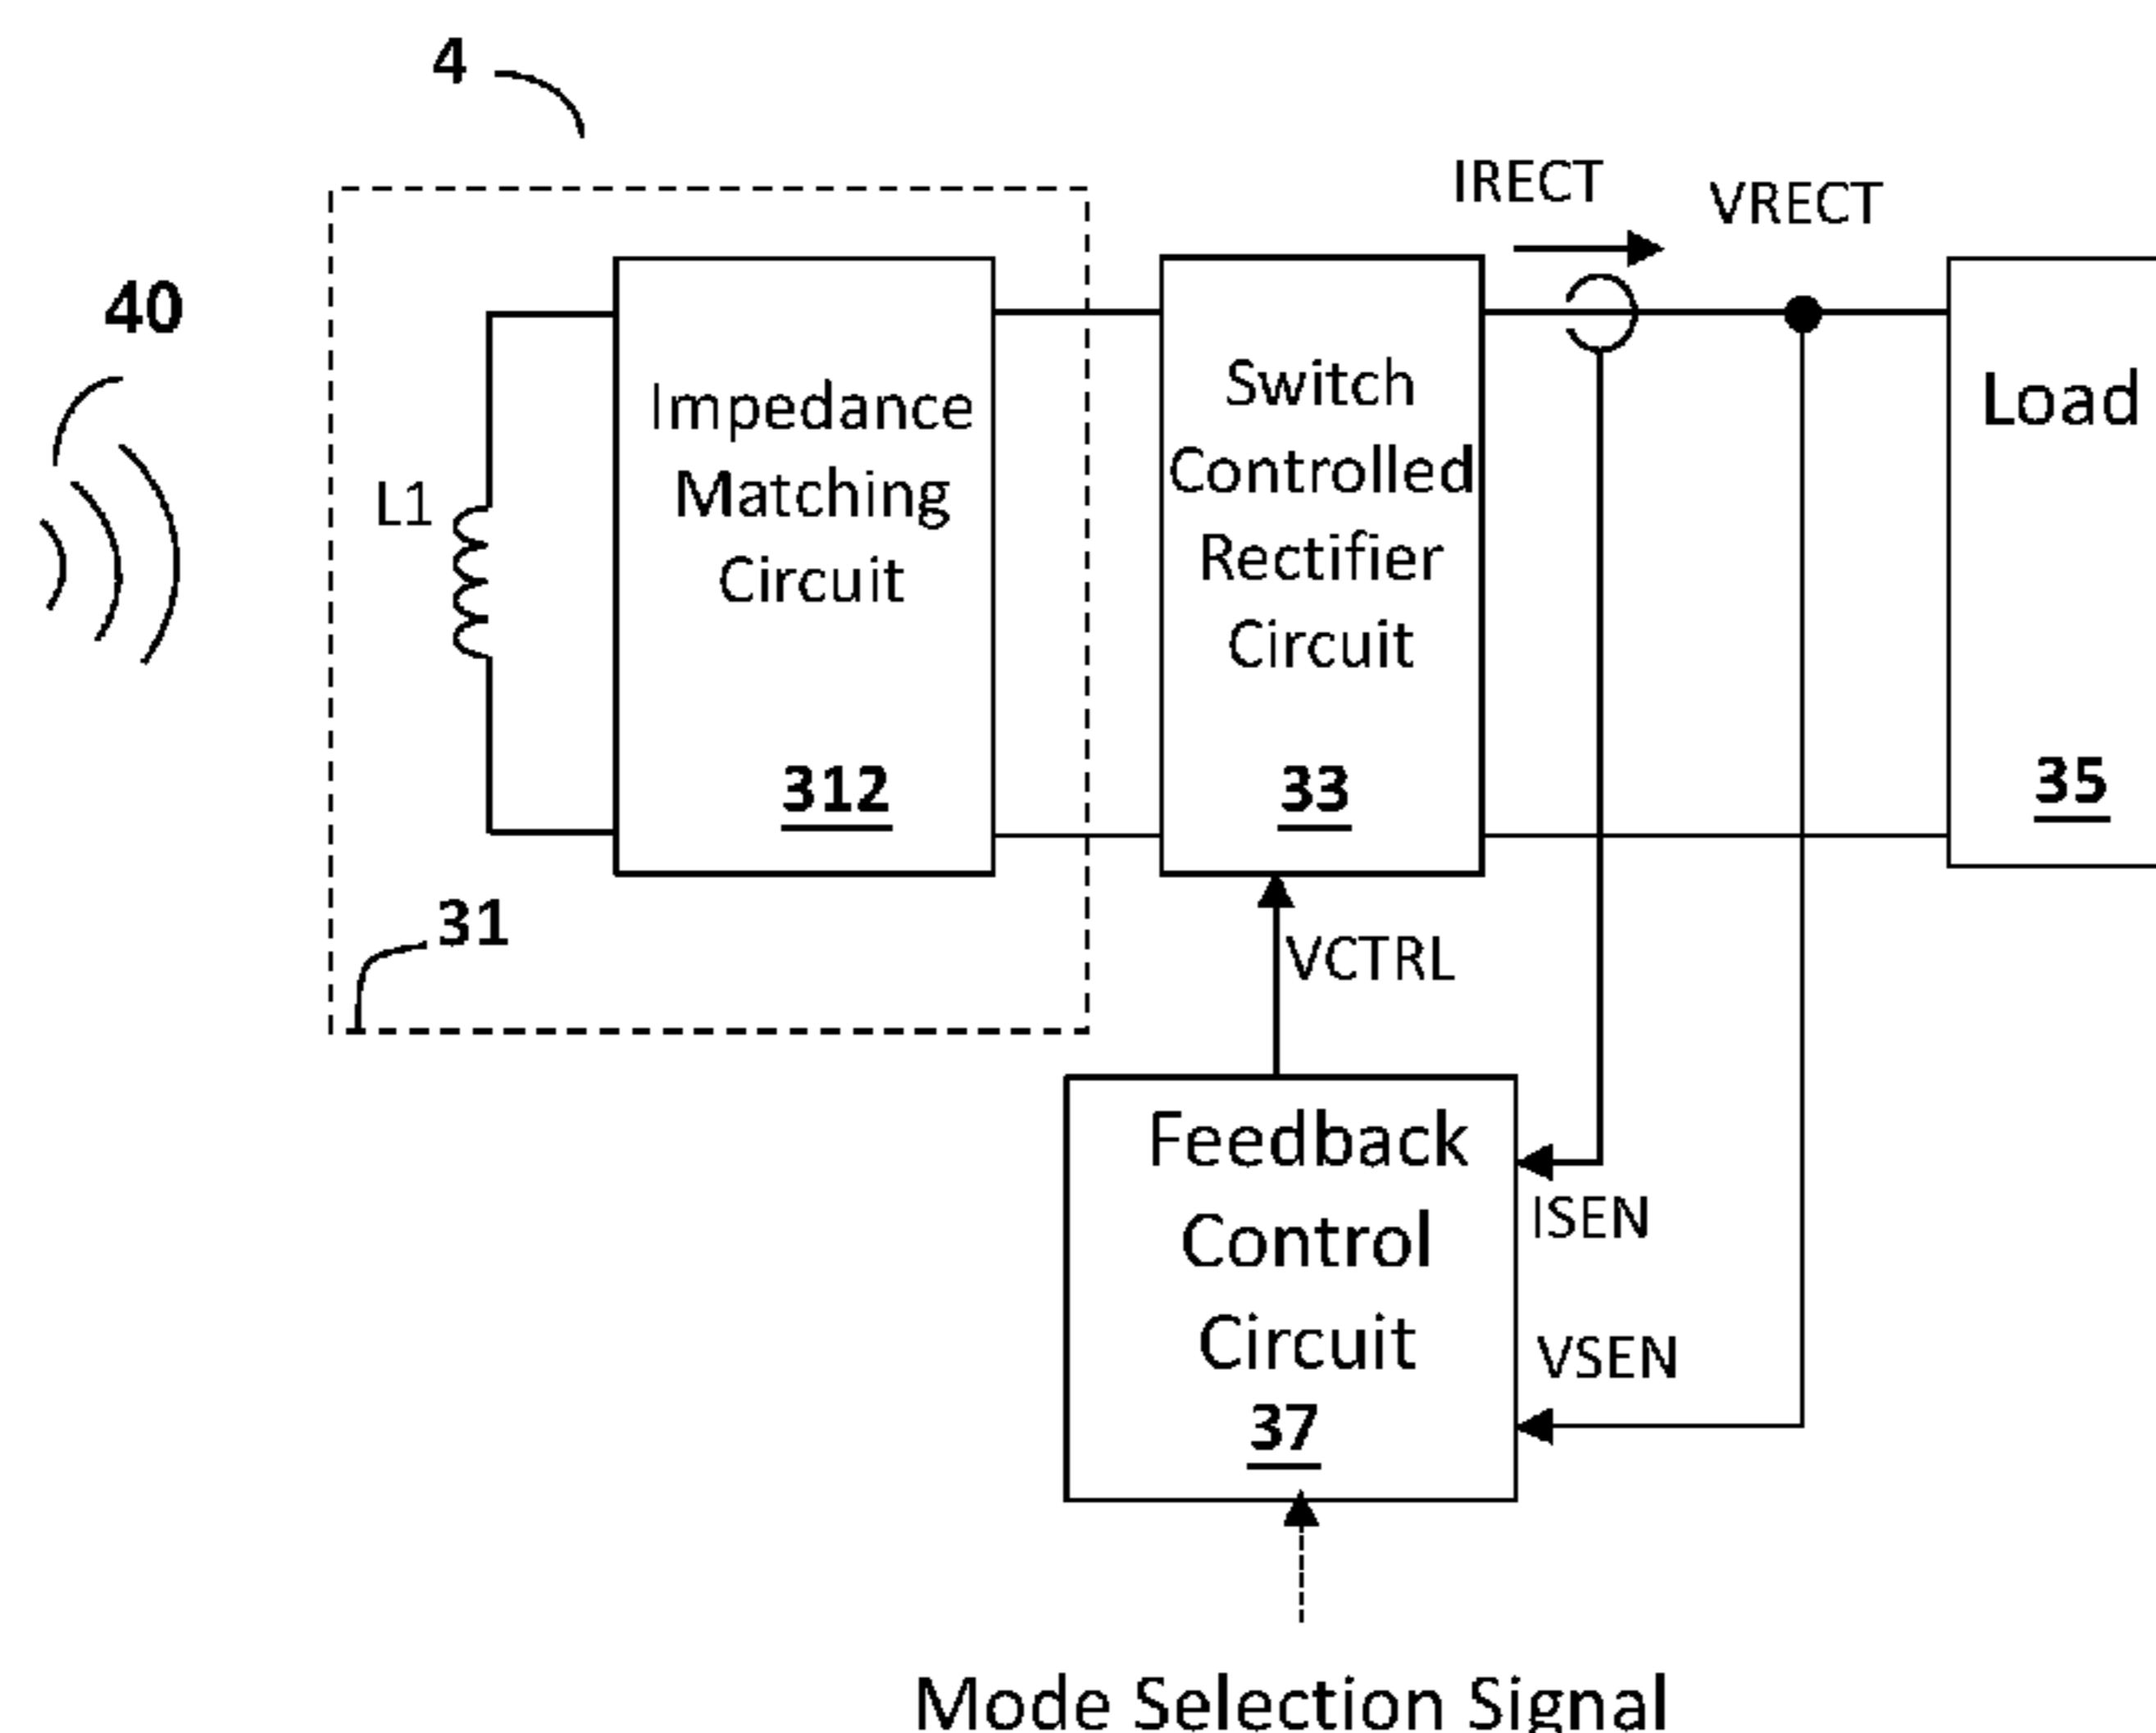 4
IRECT
VRECT
40
L1
Impedance
Matching
Circuit
312
Switch
Controlled
Rectifier
Circuit
33
Load
35
31
VCTRL
Feedback
Control
Circuit
37
ISEN
VSEN
Mode Selection Signal